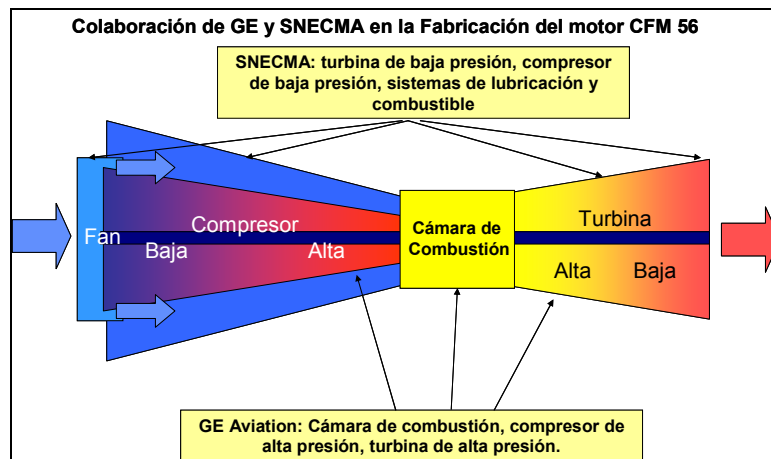 Colaboración de GE y SNECMA en la Fabricación del motor CFM 56
SNECMA: turbina de baja presión, compresor
de baja presión, sistemas de lubricación y
combustible
Fan
Compresor
Baja
Alta
Cámara de
Combustión
Turbina
Alta
Baja
GE Aviation: Cámara de combustión, compresor de
alta presión, turbina de alta presión.